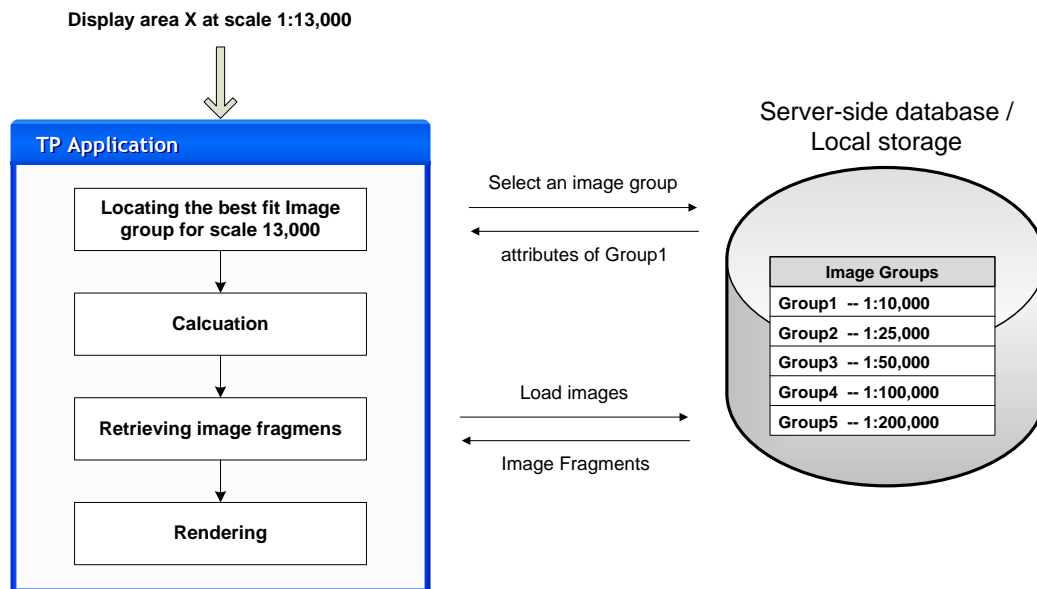 Display area X at scale 1:13,000
TP Application
Locating the best fit Image
group for scale 13,000
Calcuation
Retrieving image fragmens
Rendering
Select an image group
attributes of Group1
Load images
Image Fragments
Server-side database /
Local storage
Image Groups
Group1 -- 1:10,000
Group2 -- 1:25,000
Group3 -- 1:50,000
Group4 -- 1:100,000
Group5 -- 1:200,000